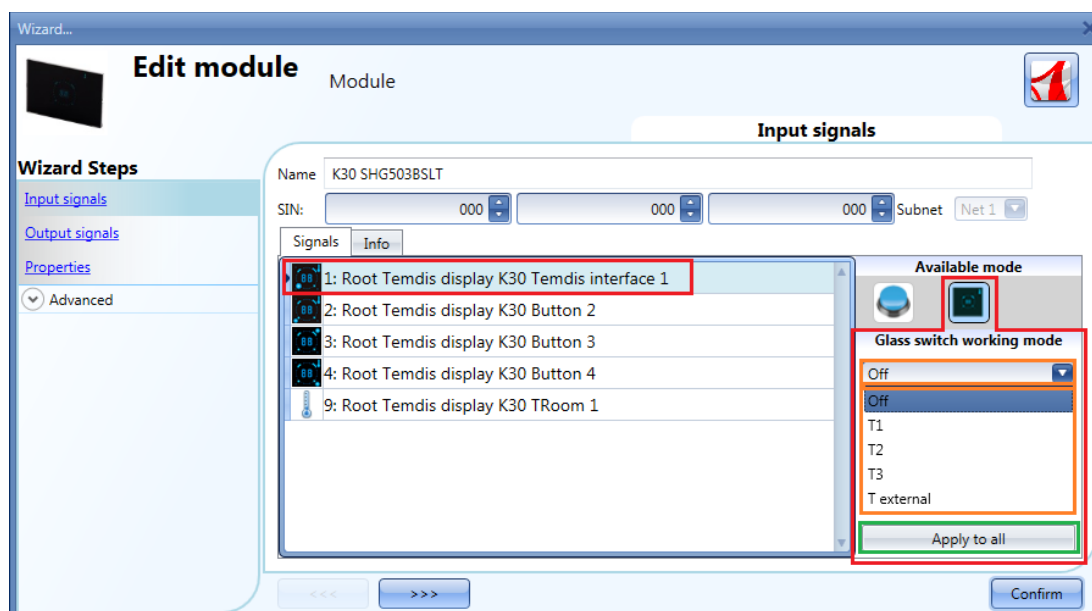 Wizard...
Edit module
Module
Input signals
Wizard Steps
Input signals
Output signals
Properties
Advanced
Name K30 SHG503BSLT
SIN: 000 000 000 Subnet Net 1
Signals Info
1: Root Temdis display K30 Temdis interface 1
2: Root Temdis display K30 Button 2
3: Root Temdis display K30 Button 3
4: Root Temdis display K30 Button 4
9: Root Temdis display K30 TRoom 1
Available mode
Glass switch working mode
Off
Off
T1
T2
T3
T external
Apply to all
<<< >>> Confirm